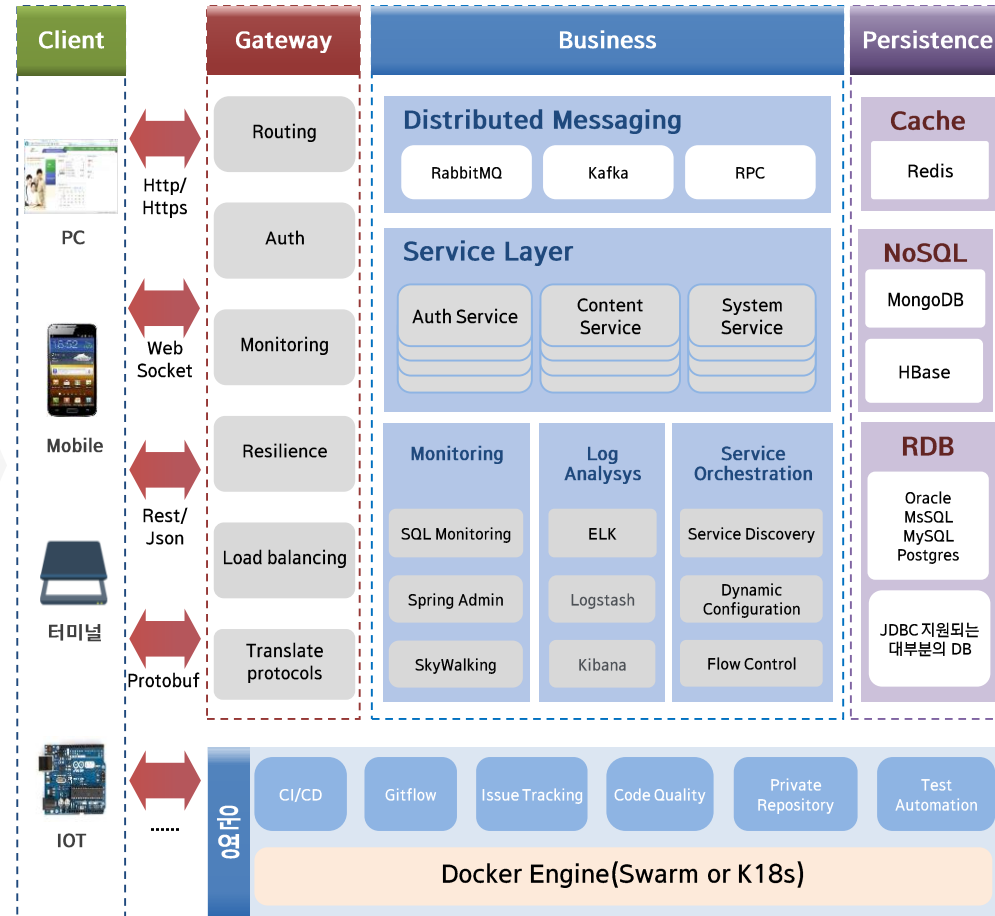 Client
Gateway
Business
Persistence
PC
Mobile
터미널
IOT
Http/
Https
Web
Socket
Rest/
Json
Protobuf
......
Routing
Auth
Monitoring
Resilience
Load balancing
Translate
protocols
Distributed Messaging
RabbitMQ
Kafka
RPC
Service Layer
Auth Service
Content
Service
System
Service
Monitoring
SQL Monitoring
Spring Admin
SkyWalking
Log
Analysys
ELK
Logstash
Kibana
Service
Orchestration
Service Discovery
Dynamic
Configuration
Flow Control
Cache
Redis
NoSQL
MongoDB
HBase
RDB
Oracle
MsSQL
MySQL
Postgres
JDBC 지원되는
대부분의 DB
운영
CI/CD
Gitflow
Issue Tracking
Code Quality
Private
Repository
Test
Automation
Docker Engine(Swarm or K18s)